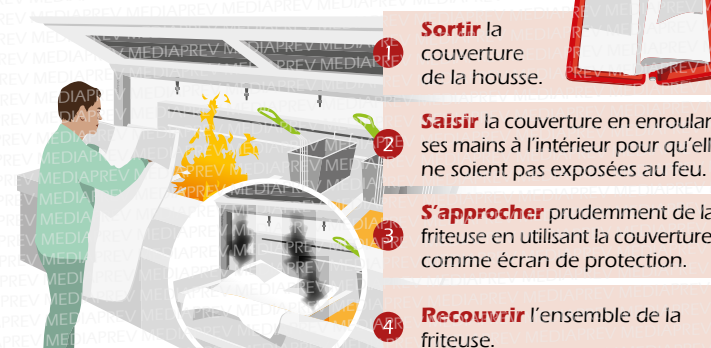 1
Sortir la
couverture
de la housse.
2
Saisir la couverture en enroulan
ses mains à l'intérieur pour qu'ell
ne soient pas exposées au feu.
3
S'approcher prudemment de la
friteuse en utilisant la couverture
comme écran de protection.
4
Recouvrir l'ensemble de la
friteuse.
MEDIAPREV